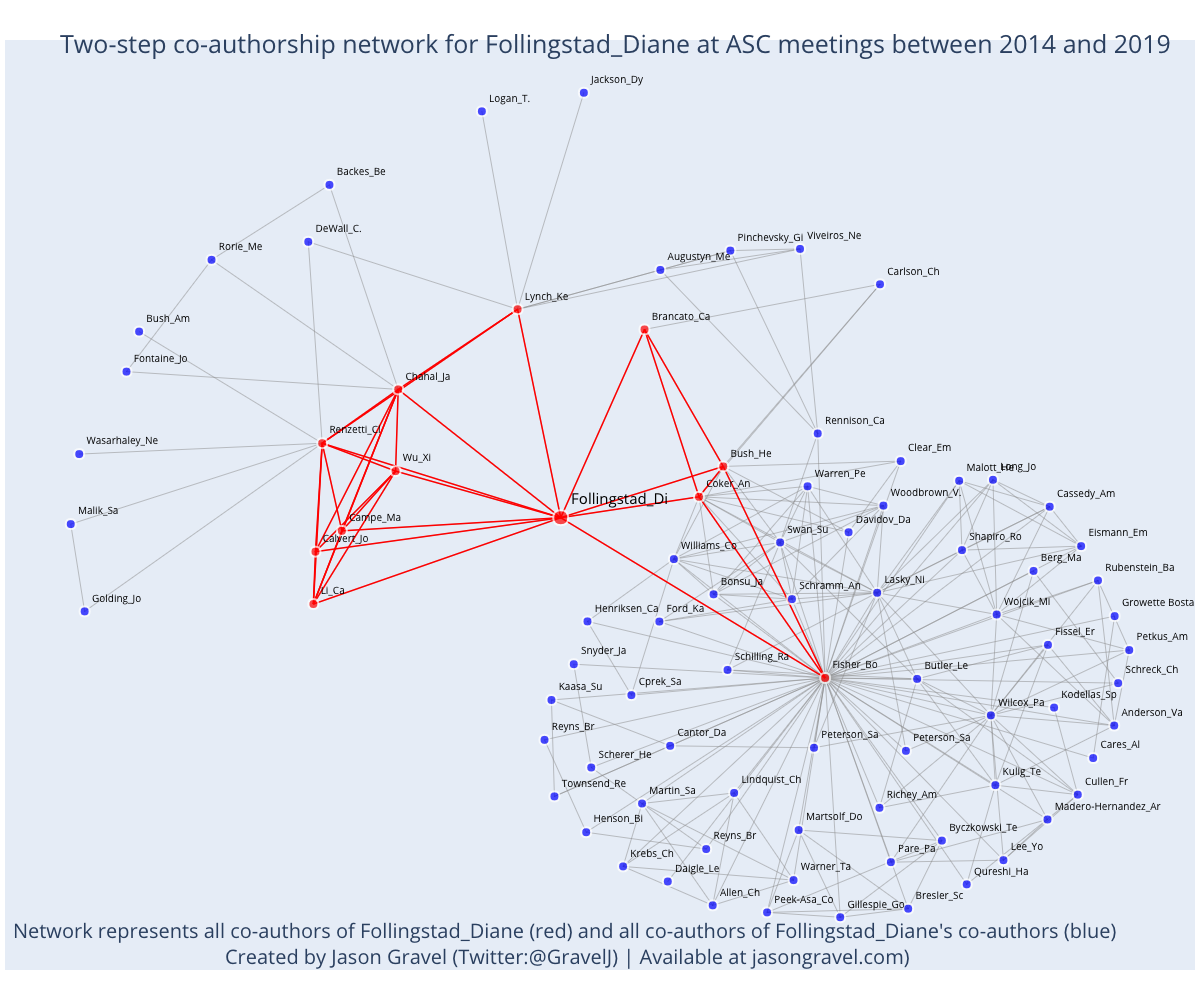 Two-step co-authorship network for Follingstad_Diane at ASC meetings between 2014 and 2019
Jackson_Dy
Logan_T.
Backes_Be
DeWall_C.
Rorie_Me
Pinchevsky_Gi
Viveiros_Ne
Augustyn_Me
Carlson_Ch
Lynch_Ke
Bush_Am
Brancato_Ca
Fontaine_Jo
Chahal_Ja
Rennison_Ca
Renzetti_Cl
Wasarhaley_Ne
Clear_Em
Bush_He
Wu_Xi
Warren_Pe
Malott_He
Long_Jo
Coker_An
Woodbrown_V.
Cassedy_Am
Follingstad_Di
Malik_Sa
Campe_Ma
Davidov_Da
Swan_Su
Calvert_Jo
Shapiro_Ro
Eismann_Em
Williams_Co
Berg_Ma
Rubenstein_Ba
Bonsu_Ja
Schramm_An
Lasky_Ni
Li_Ca
Golding_Jo
Henriksen_Ca
Ford_Ka
Wojcik_Ml
Growette Bosta
Fissel_Er
Petkus_Am
Snyder_Ja
Schilling_Ra
Fisher_Bo
Butler_Le
Schreck_Ch
Kaasa_Su
Cprek_Sa
Kodellas_Sp
Wilcox_Pa
Anderson_Va
Reyns_Br
Cantor_Da
Peterson_Sa
Peterson_Sa
Cares_Al
Scherer_He
Townsend_Re
Martin_Sa
Lindquist_Ch
Kulig_Te
Cullen_Fr
Richey_Am
Madero-Hernandez_Ar
Henson_Bi
Martsolf_Do
Reyns_Br
Byczkowski_Te
Krebs_Ch
Pare_Pa
Lee_Yo
Daigle_Le
Warner_Ta
Qureshi_Ha
Allen_Ch
Peek-Asa_Co
Gillespie_Go
Bresler_Sc
Network represents all co-authors of Follingstad_Diane (red) and all co-authors of Follingstad_Diane's co-authors (blue)
Created by Jason Gravel (Twitter:@GravelJ) | Available at jasongravel.com)